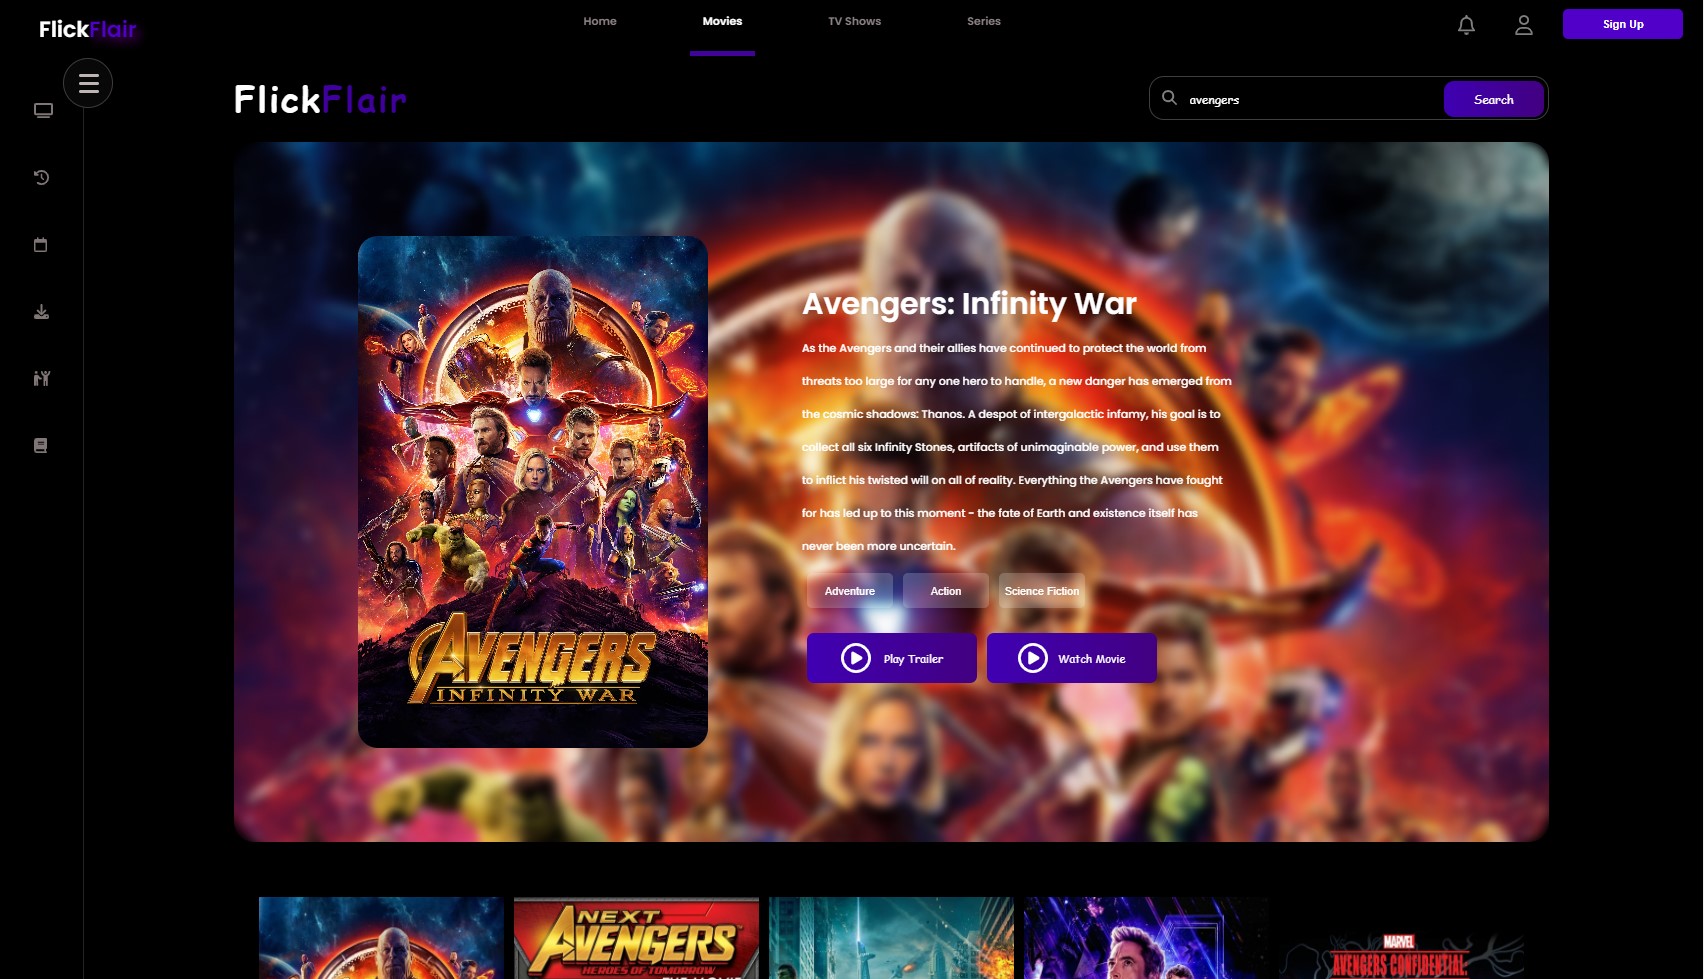 FlickFlair
Home
Movies
TV Shows
Series
Sign Up
FlickFlair
avengers
Search
Avengers: Infinity War
As the Avengers and their allies have continued to protect the world from
threats too large for any one hero to handle, a new danger has emerged from
the cosmic shadows: Thanos. A despot of intergalactic infamy, his goal is to
collect all six Infinity Stones, artifacts of unimaginable power, and use them
to inflict his twisted will on all of reality. Everything the Avengers have fought
for has led up to this moment - the fate of Earth and existence itself has
never been more uncertain.
Adventure
Action
Science Fiction
Play Trailer
Watch Movie
AVENGERS
INFINITY WAR
NEXT
AVENGERS
HEROES OF TOMORROW
MARVEL
AVENGERS CONFIDENTIAL